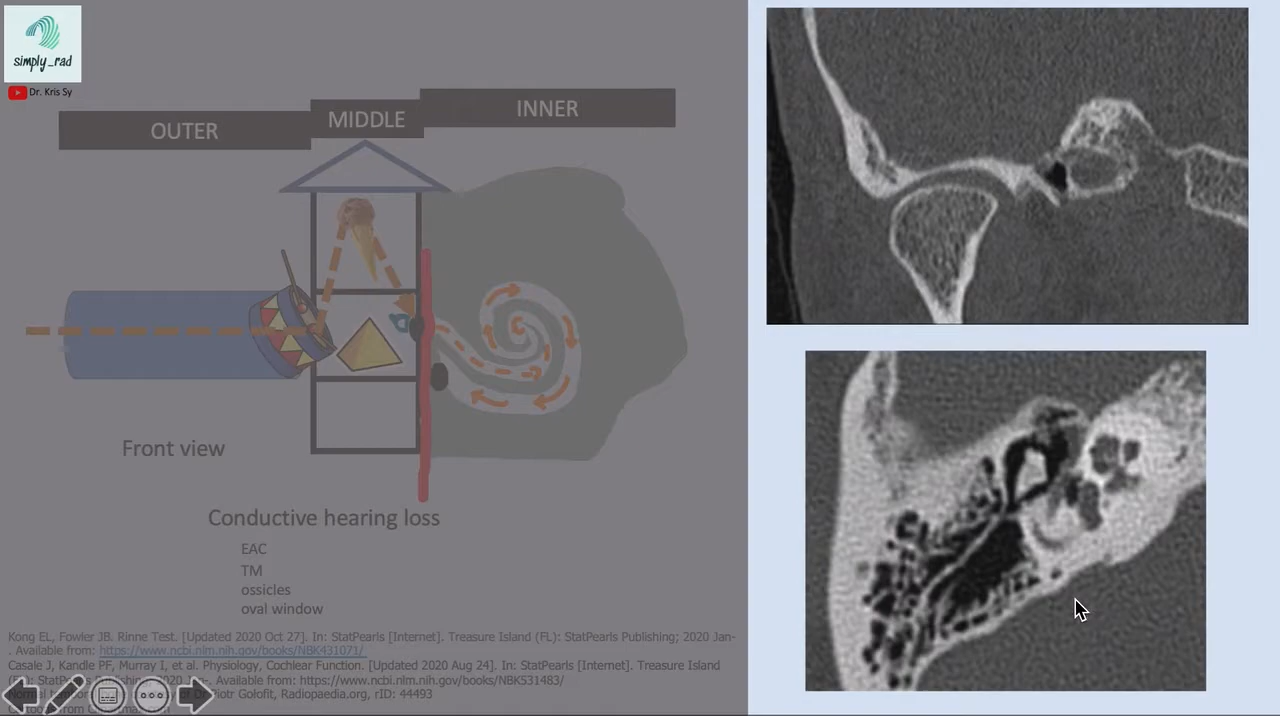 simply_rad
Dr. Kris Sy
OUTER
MIDDLE
INNER
Front view
Conductive hearing loss
EAC
TM
ossicles
oval window
Kong EL, Fowler JB. Rinne Test. [Updated 2020 Oct 27]. In: StatPearls [Internet]. Treasure Island (FL): StatPearls Publishing; 2020 Jan-
. Available from: https://www.ncbi.nlm.nih.gov/books/NBK431071/
Casale J, Kandle PF, Murray I, et al. Physiology, Cochlear Function. [Updated 2020 Aug 24]. In: StatPearls [Internet]. Treasure Island
Available from: https://www.ncbi.nlm.nih.gov/books/NBK531483/
Gołofit, Radiopaedia.org, rID: 44493